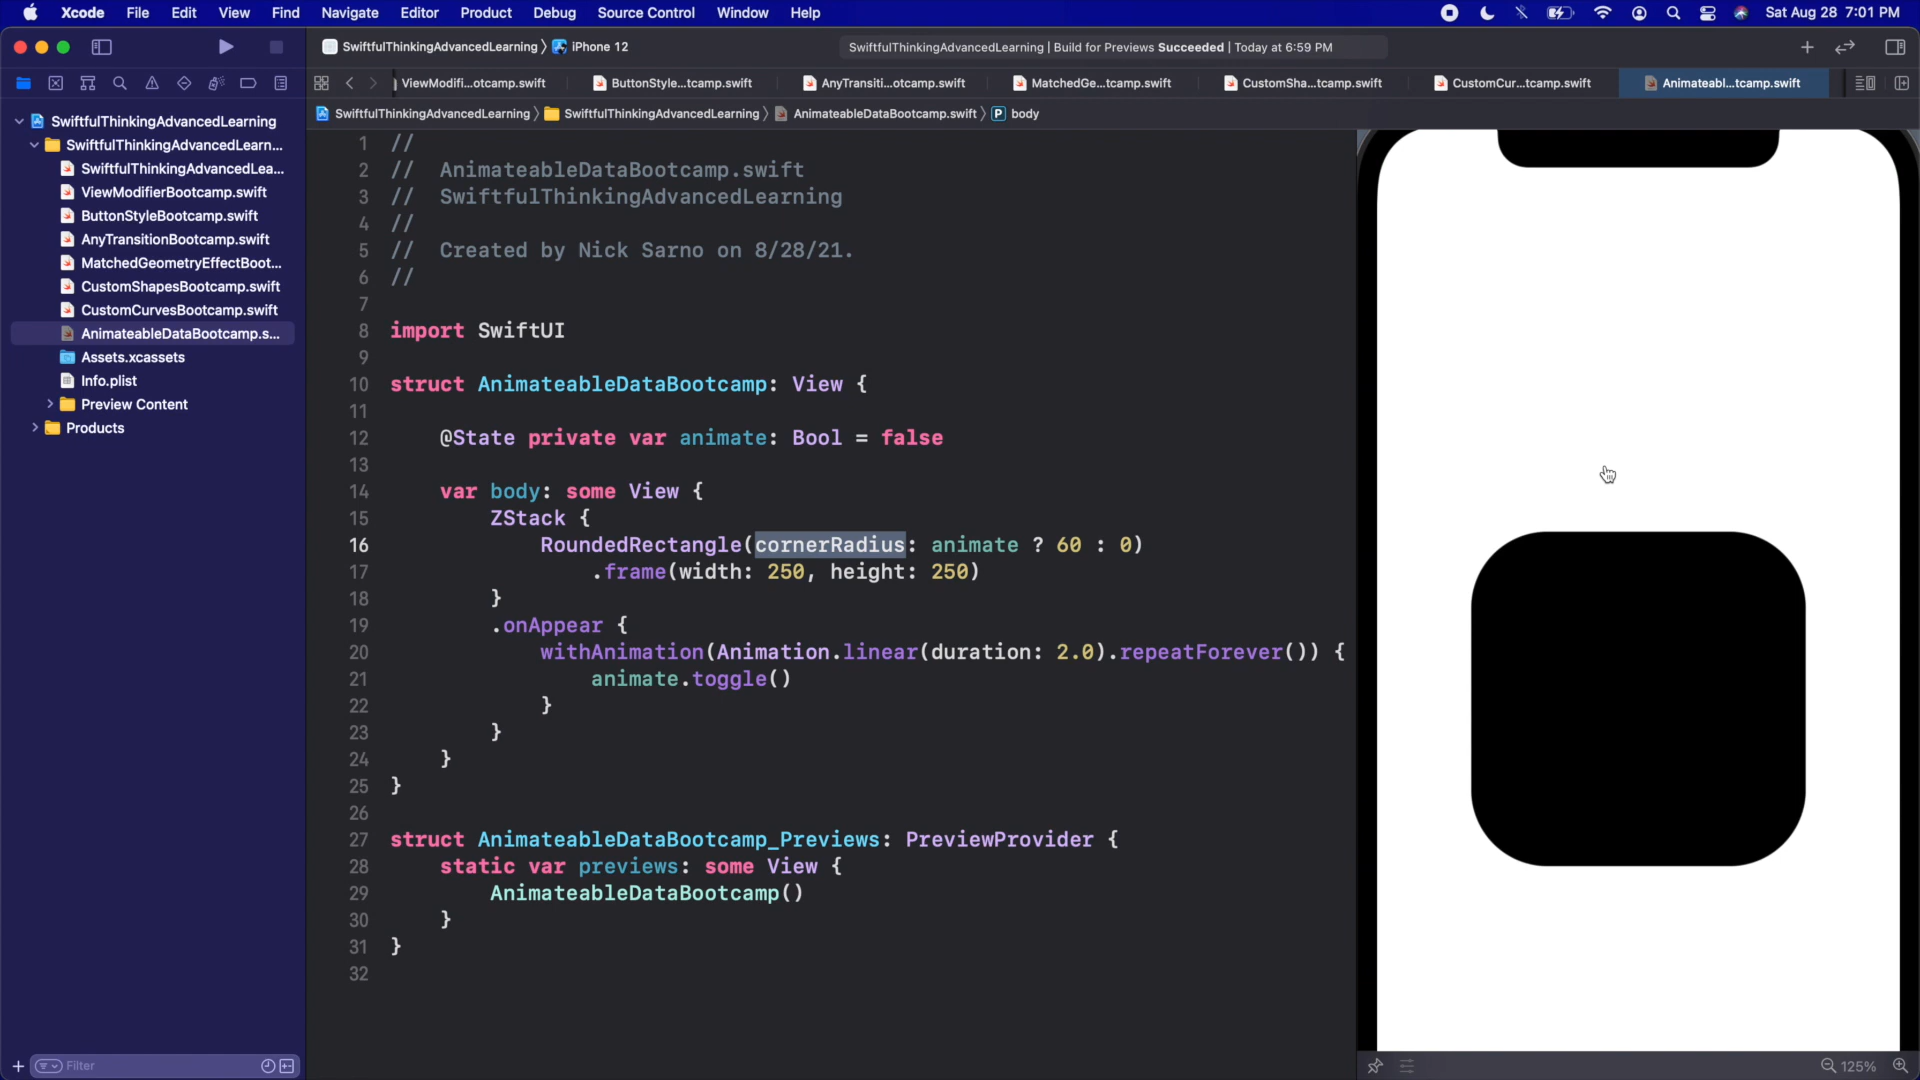 Xcode File Edit View Find Navigate Editor Product Debug Source Control Window Help Sat Aug 28 7:01 PM
SwiftfulThinkingAdvancedLearning iPhone 12 SwiftfulThinkingAdvancedLearning | Build for Previews Succeeded | Today at 6:59 PM
ViewModifi...otcamp.swift ButtonStyle...tcamp.swift AnyTransiti...otcamp.swift MatchedGe...tcamp.swift CustomSha...tcamp.swift CustomCur...tcamp.swift Animateabl...tcamp.swift
SwiftfulThinkingAdvancedLearning SwiftfulThinkingAdvancedLearning AnimateableDataBootcamp.swift P body
SwiftfulThinkingAdvancedLearning
SwiftfulThinkingAdvancedLearn...
SwiftfulThinkingAdvancedLea...
ViewModifierBootcamp.swift
ButtonStyleBootcamp.swift
AnyTransitionBootcamp.swift
MatchedGeometryEffectBoot...
CustomShapesBootcamp.swift
CustomCurvesBootcamp.swift
AnimateableDataBootcamp.s...
Assets.xcassets
Info.plist
Preview Content
Products
Filter
1 //
2 // AnimateableDataBootcamp.swift
3 // SwiftfulThinkingAdvancedLearning
4 //
5 // Created by Nick Sarno on 8/28/21.
6 //
7
8 import SwiftUI
9
10 struct AnimateableDataBootcamp: View {
11
12 @State private var animate: Bool = false
13
14 var body: some View {
15 ZStack {
16 RoundedRectangle(cornerRadius: animate ? 60 : 0)
17 .frame(width: 250, height: 250)
18 }
19 .onAppear {
20 withAnimation(Animation.linear(duration: 2.0).repeatForever()) {
21 animate.toggle()
22 }
23 }
24 }
25 }
26
27 struct AnimateableDataBootcamp_Previews: PreviewProvider {
28 static var previews: some View {
29 AnimateableDataBootcamp()
30 }
31 }
32
125%